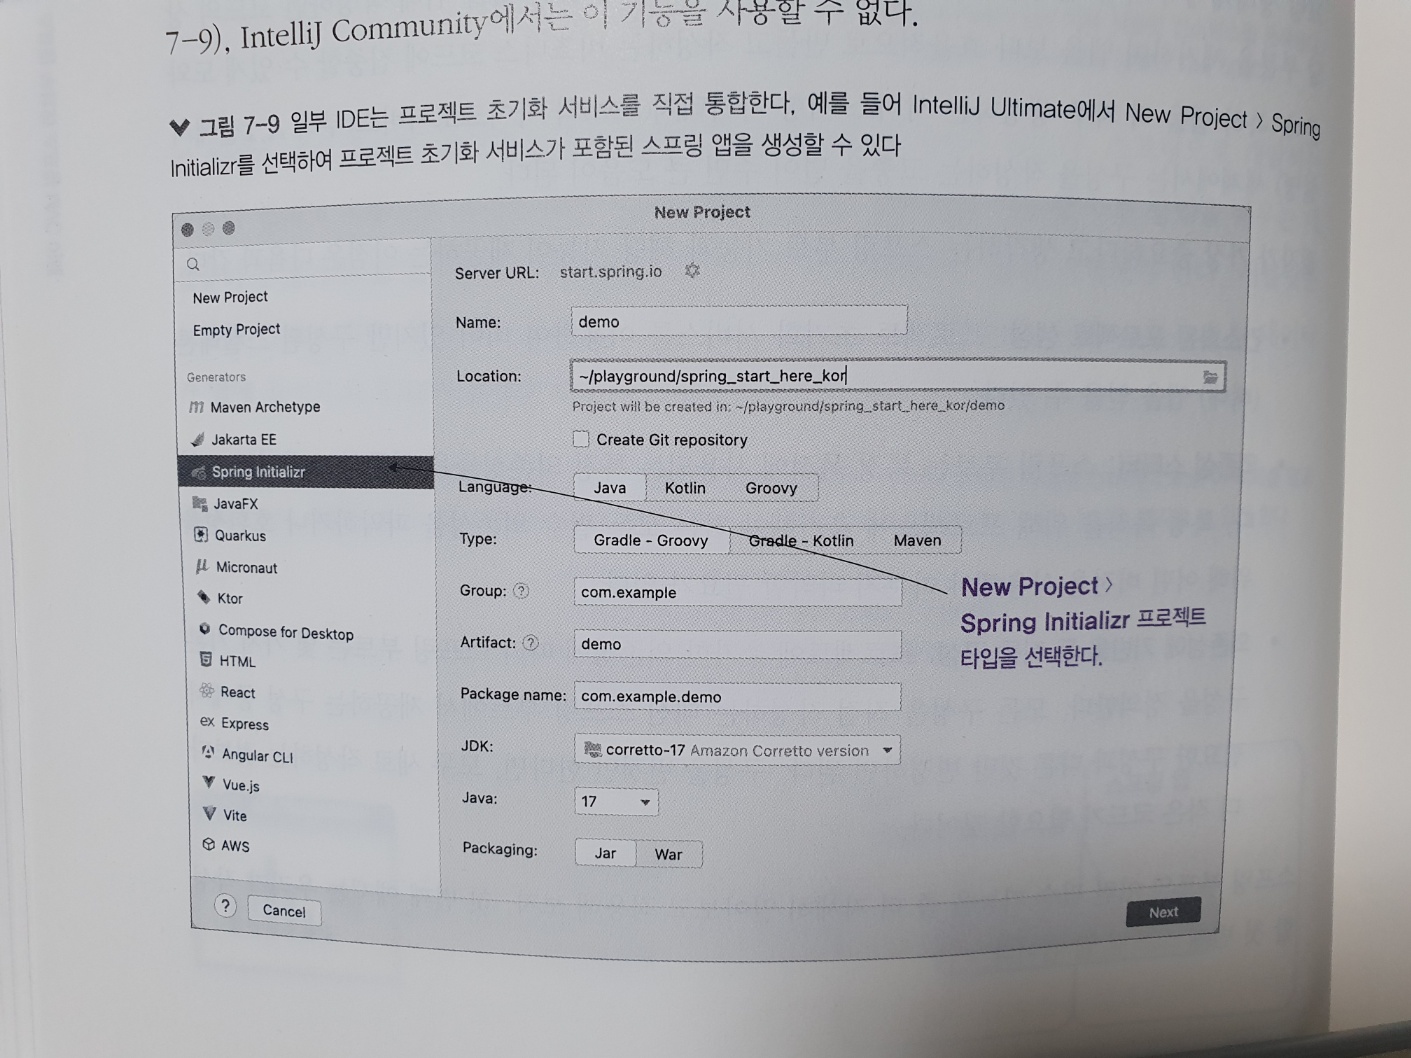 7-9), IntelliJ Community에서는 이 기능을 사용할 수 없다.
그림 7-9 일부 IDE는 프로젝트 초기화 서비스를 직접 통합한다. 예를 들어 IntelliJ Ultimate에서 New Project > Spring
Initializr를 선택하여 프로젝트 초기화 서비스가 포함된 스프링 앱을 생성할 수 있다
New Project
New Project
Empty Project
Generators
Maven Archetype
Jakarta EE
Spring Initializr
JavaFX
Quarkus
Micronaut
Ktor
Compose for Desktop
HTML
React
ex Express
Angular CLI
Vue.js
Vite
AWS
? Cancel
Server URL: start.spring.io
Name: demo
Location: ~/playground/spring_start_here_kor
Project will be created in: ~/playground/spring_start_here_kor/demo
Create Git repository
Language: Java Kotlin Groovy
Type: Gradle - Groovy Gradle - Kotlin Maven
Group: ? com.example
Artifact: ? demo
Package name: com.example.demo
JDK: corretto-17 Amazon Corretto version
Java: 17
Packaging: Jar War
Next
New Project >
Spring Initializr 프로젝트
타입을 선택한다.